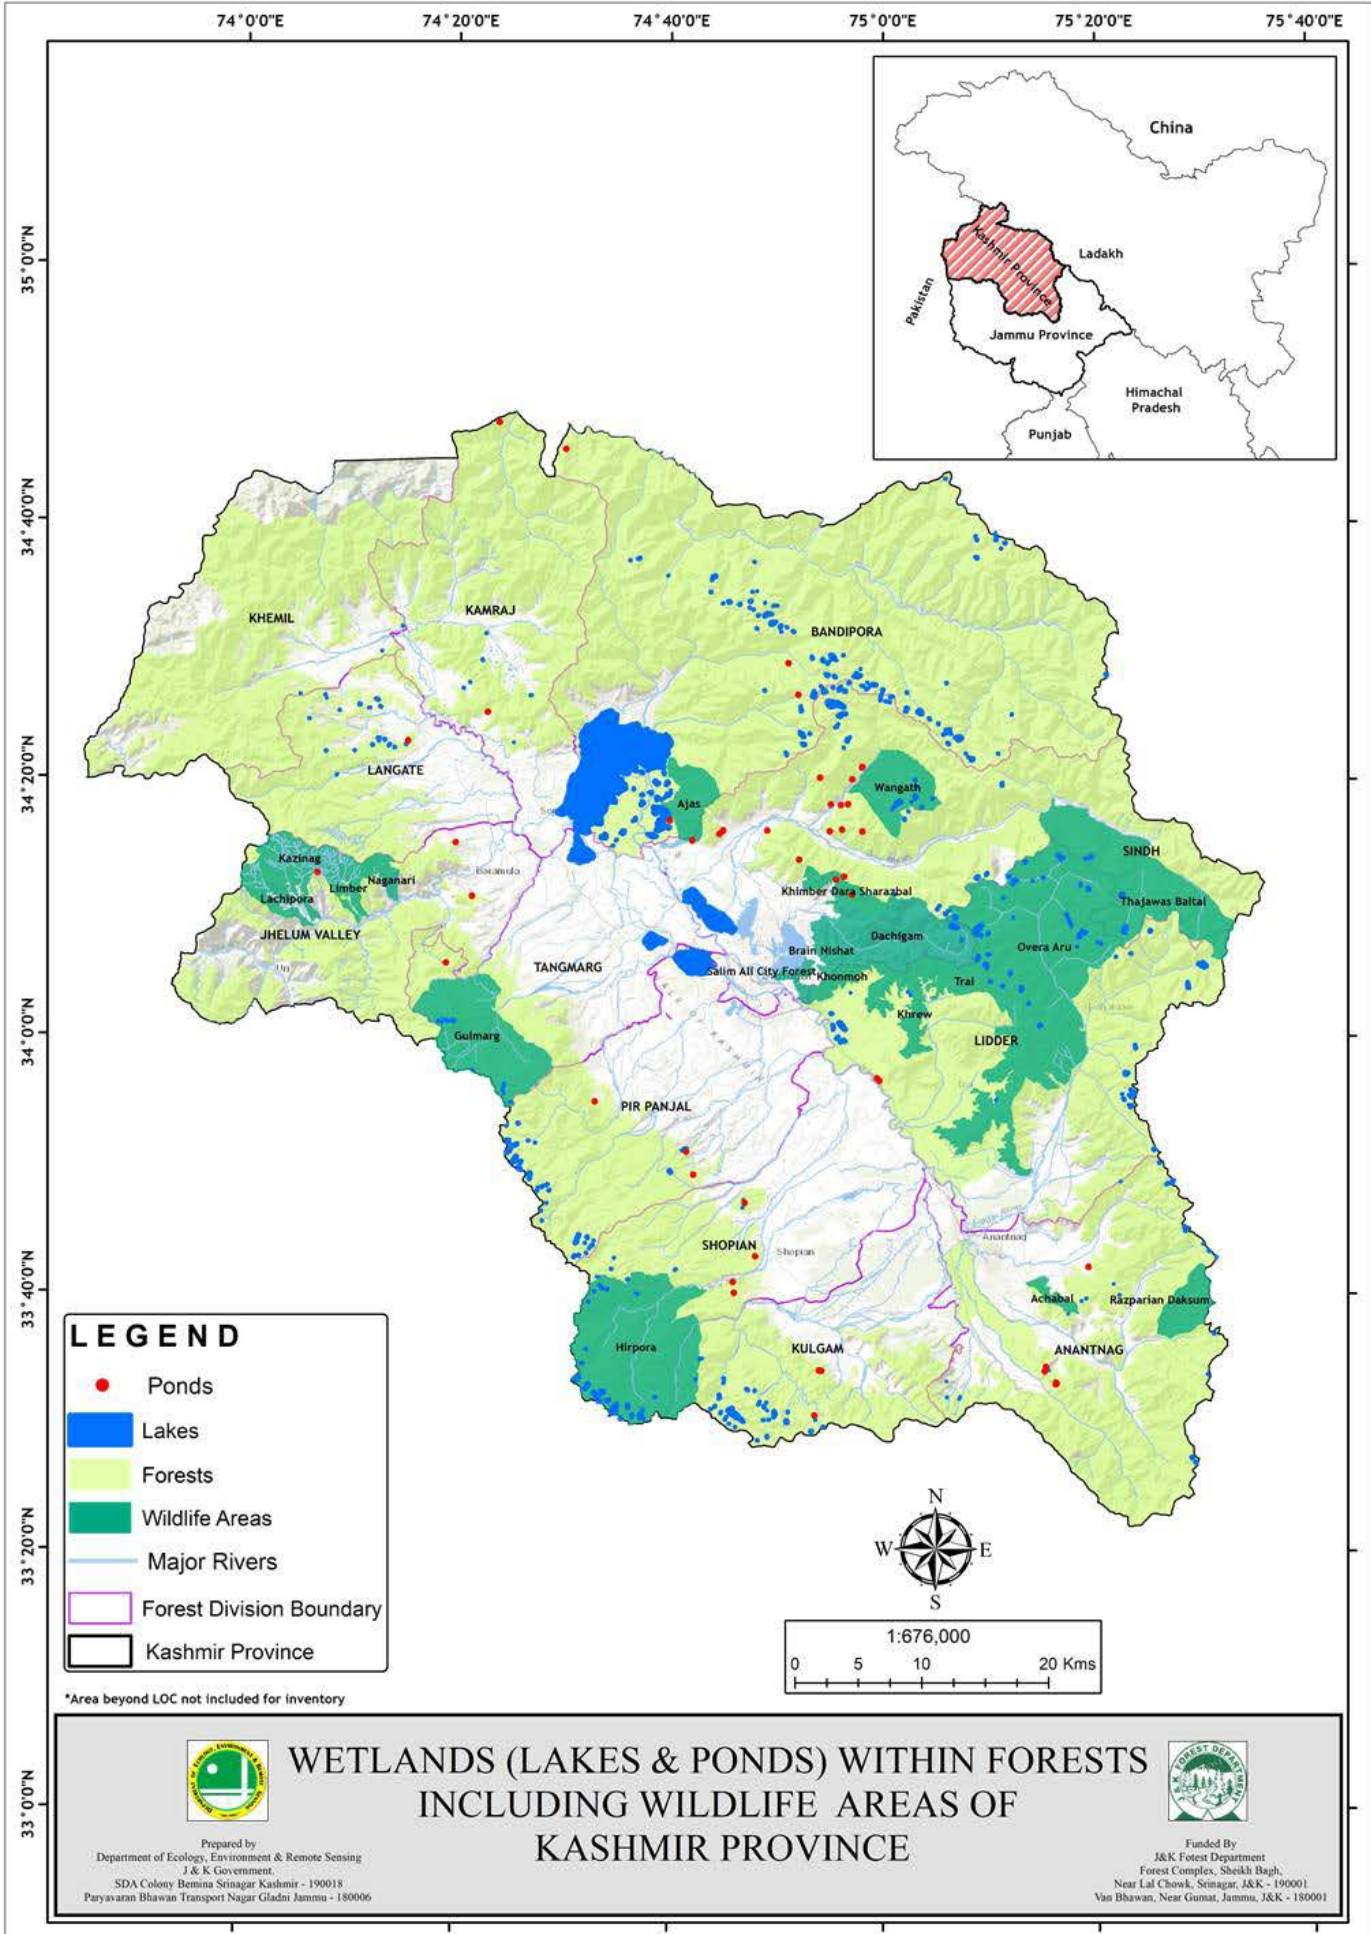 74°0'0"E 74°20'0"E 74°40'0"E 75°0'0"E 75°20'0"E 75°40'0"E
35°0'0"N
34°40'0"N
34°20'0"N
34°0'0"N
33°40'0"N
33°20'0"N
33°0'0"N
China
Kashmir Province
Ladakh
Pakistan
Jammu Province
Himachal
Pradesh
Punjab
KHEMIL
KAMRAJ
BANDIPORA
LANGATE
Wangath
Ajas
SINDH
Kazinag
Baramula
Naganari
Limber
Khimber Dara Sharazbal
Lachipora
Thajawas Baltal
JHELUM VALLEY
Dachigam
Overa Aru
Brain Nishat
TANGMARG
Salim Ali City Forest
Khonmoh
Tral
Khrew
Gulmarg
LIDDER
VALE OF KASHMIR
PIR PANJAL
SHOPIAN
Shopian
Anantnag
Achabal
Razparian Daksum
Hirpora
KULGAM
ANANTNAG
LEGEND
Ponds
Lakes
Forests
Wildlife Areas
Major Rivers
Forest Division Boundary
Kashmir Province
*Area beyond LOC not included for inventory
N
W E
S
1:676,000
0 5 10 20 Kms
WETLANDS (LAKES & PONDS) WITHIN FORESTS
INCLUDING WILDLIFE AREAS OF
KASHMIR PROVINCE
Prepared by
Department of Ecology, Environment & Remote Sensing
J & K Government.
SDA Colony Bemina Srinagar Kashmir - 190018
Paryavaran Bhawan Transport Nagar Gladni Jammu - 180006
J & K FOREST DEPARTMENT
Funded By
J&K Fotest Department
Forest Complex, Sheikh Bagh,
Near Lal Chowk, Srinagar, J&K - 190001
Van Bhawan, Near Gumat, Jammu, J&K - 180001